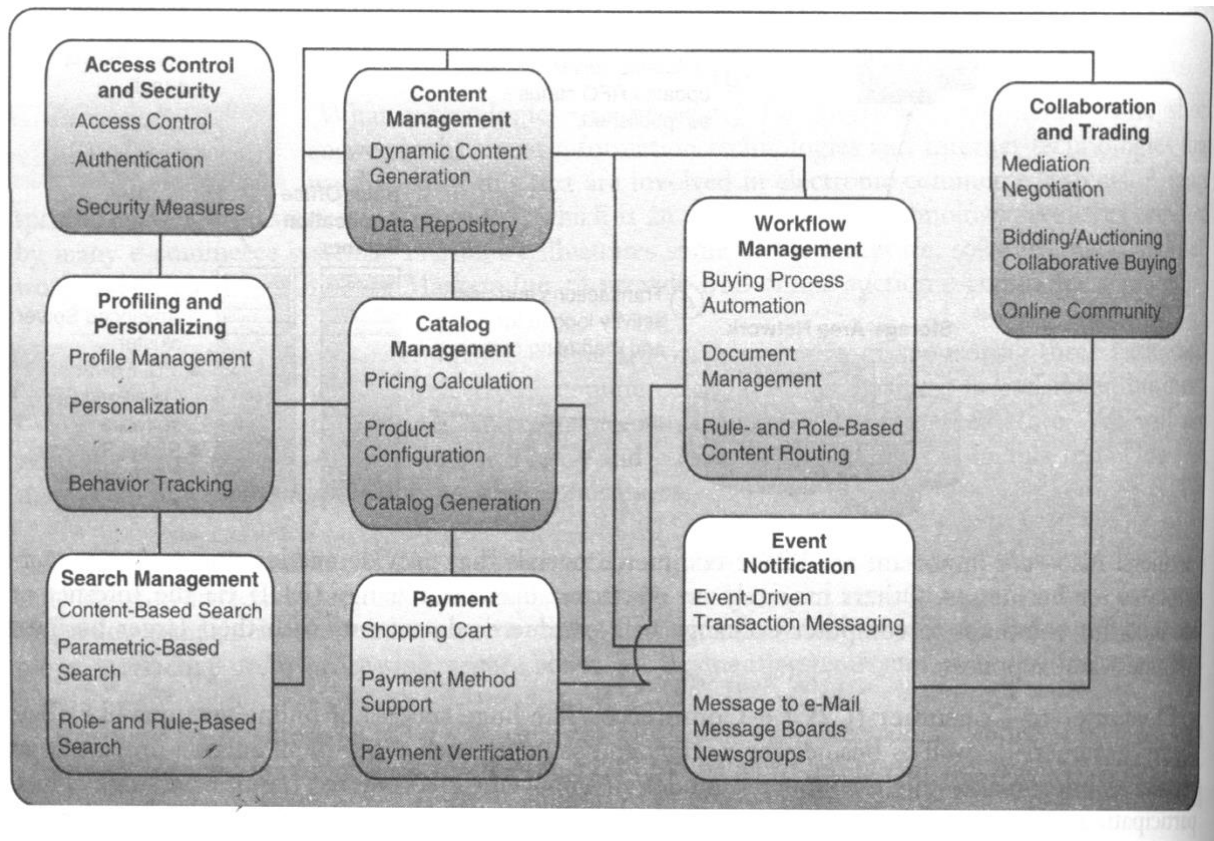 Access Control
and Security
Access Control
Authentication
Security Measures
Profiling and
Personalizing
Profile Management
Personalization
Behavior Tracking
Search Management
Content-Based Search
Parametric-Based
Search
Role- and Rule-Based
Search
Content
Management
Dynamic Content
Generation
Data Repository
Catalog
Management
Pricing Calculation
Product
Configuration
Catalog Generation
Payment
Shopping Cart
Payment Method
Support
Payment Verification
Workflow
Management
Buying Process
Automation
Document
Management
Rule- and Role-Based
Content Routing
Event
Notification
Event-Driven
Transaction Messaging
Message to e-Mail
Message Boards
Newsgroups
Collaboration
and Trading
Mediation
Negotiation
Bidding/Auctioning
Collaborative Buying
Online Community